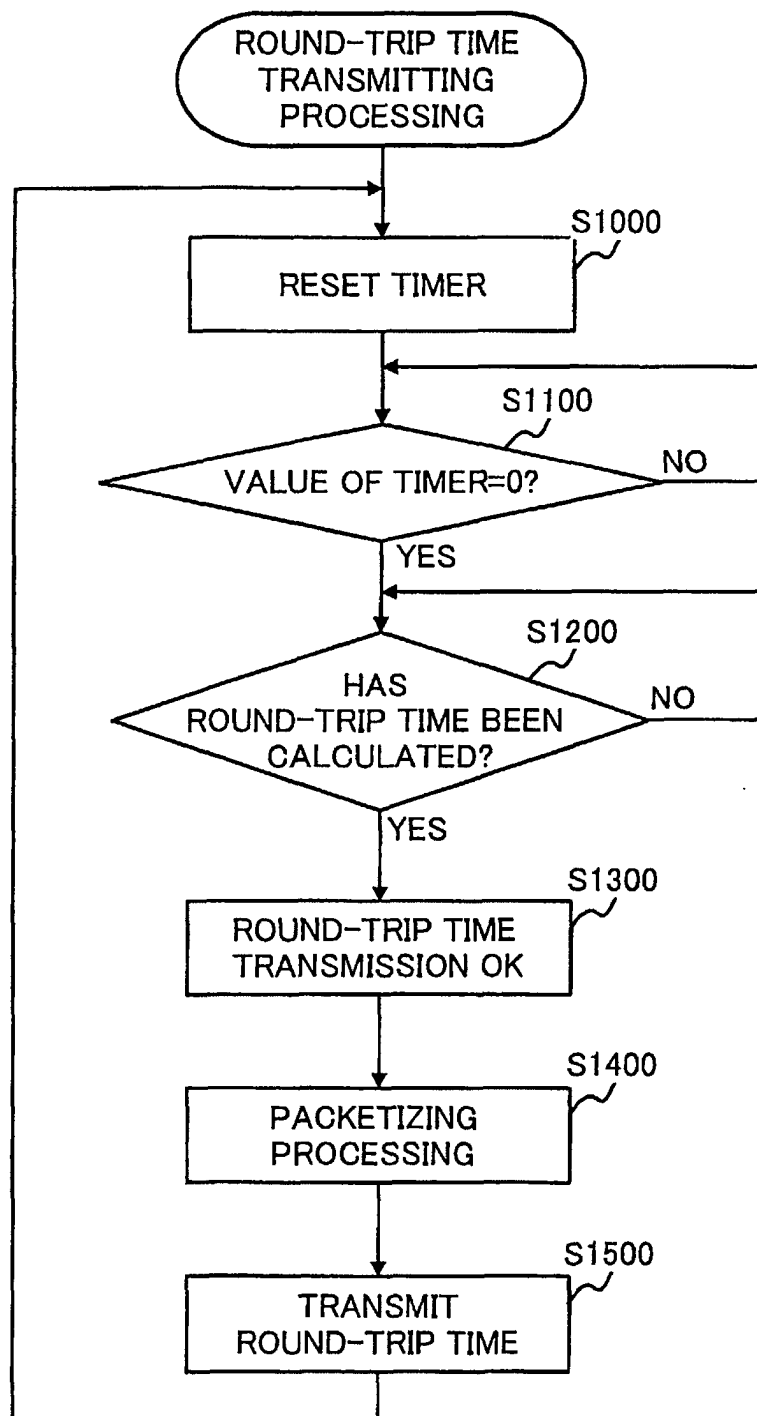 ROUND-TRIP TIME
TRANSMITTING
PROCESSING
S1000
RESET TIMER
S1100
VALUE OF TIMER=0?
NO
YES
S1200
HAS
ROUND-TRIP TIME BEEN
CALCULATED?
NO
YES
S1300
ROUND-TRIP TIME
TRANSMISSION OK
S1400
PACKETIZING
PROCESSING
S1500
TRANSMIT
ROUND-TRIP TIME